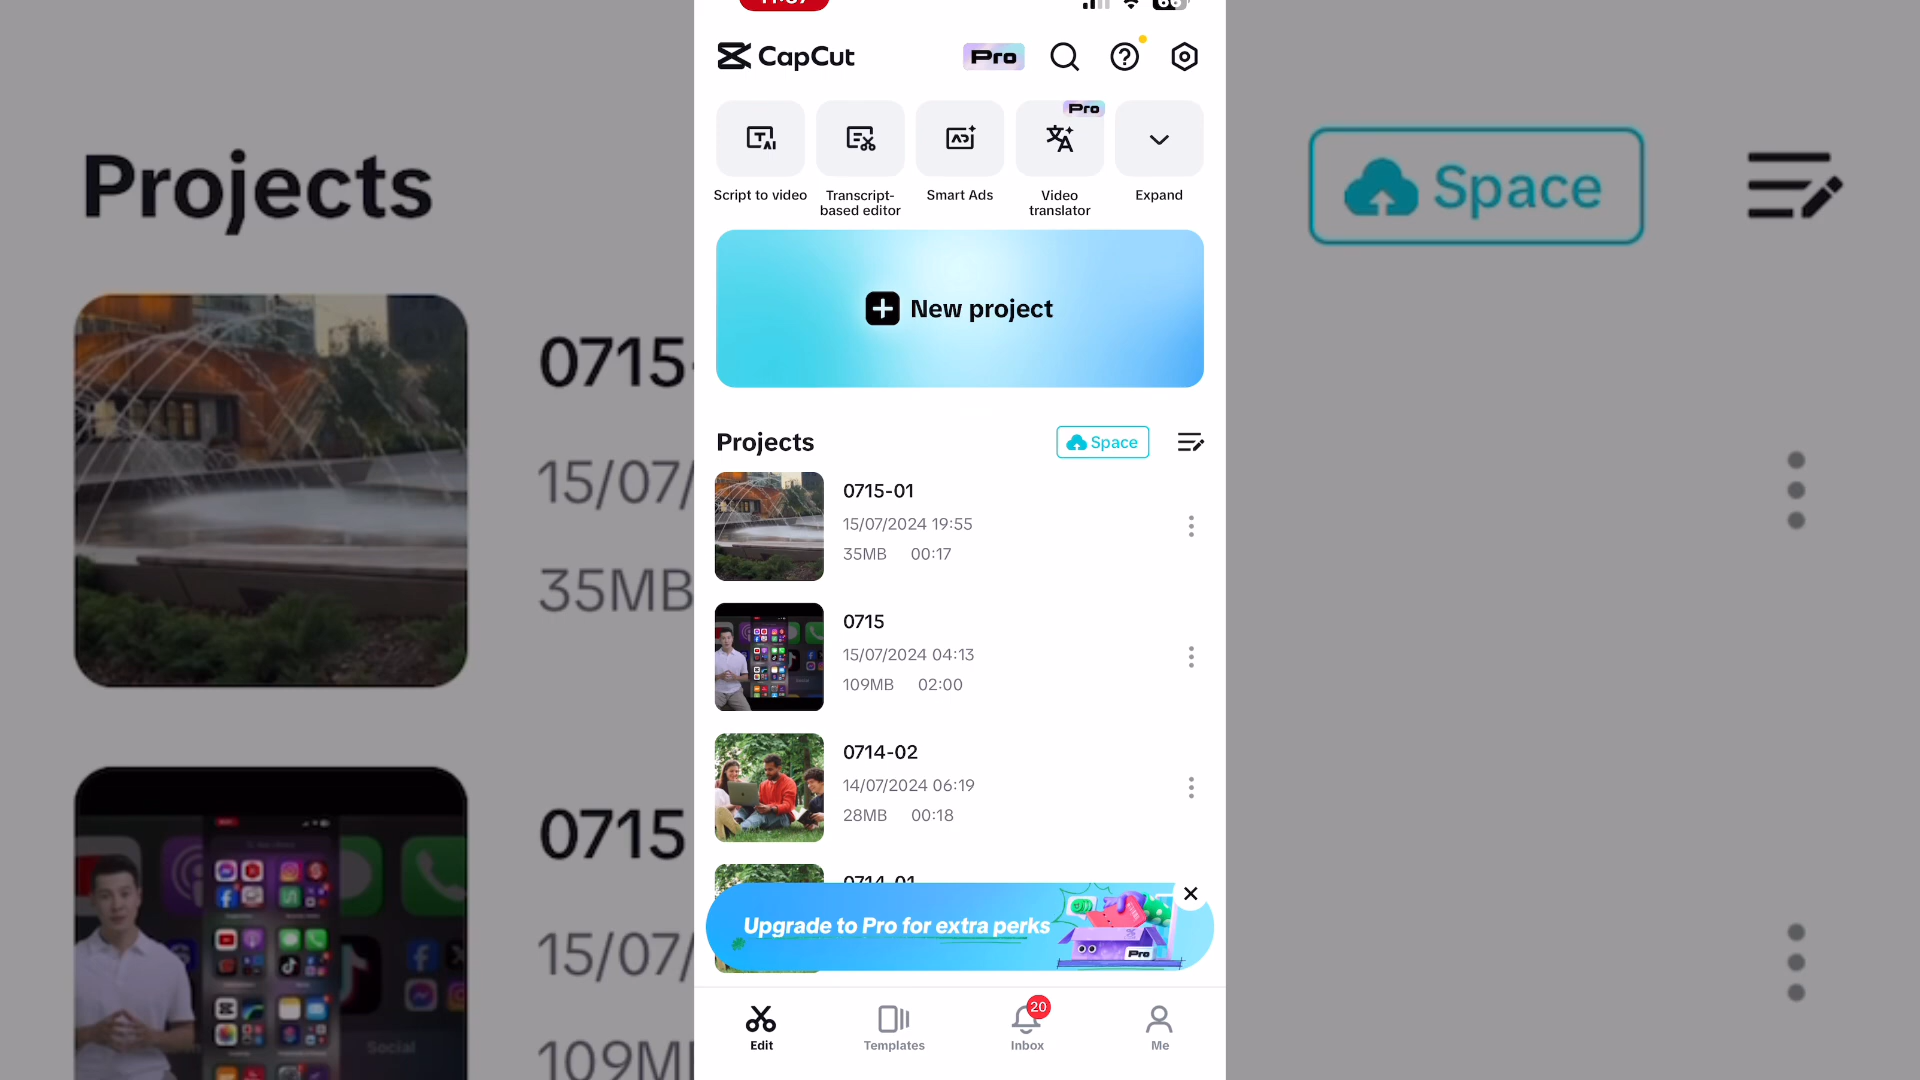 CapCut
Pro
Pro
Script to video
Transcript-
based editor
Smart Ads
Video
translator
Expand
New project
Projects
Space
0715-01
15/07/2024 19:55
35MB 00:17
0715
15/07/2024 04:13
109MB 02:00
0714-02
14/07/2024 06:19
28MB 00:18
0714-01
Upgrade to Pro for extra perks
Pro
Edit
Templates
20
Inbox
Me
Projects
Space
0715-
15/07/
35MB
0715
15/07/
109M
Social